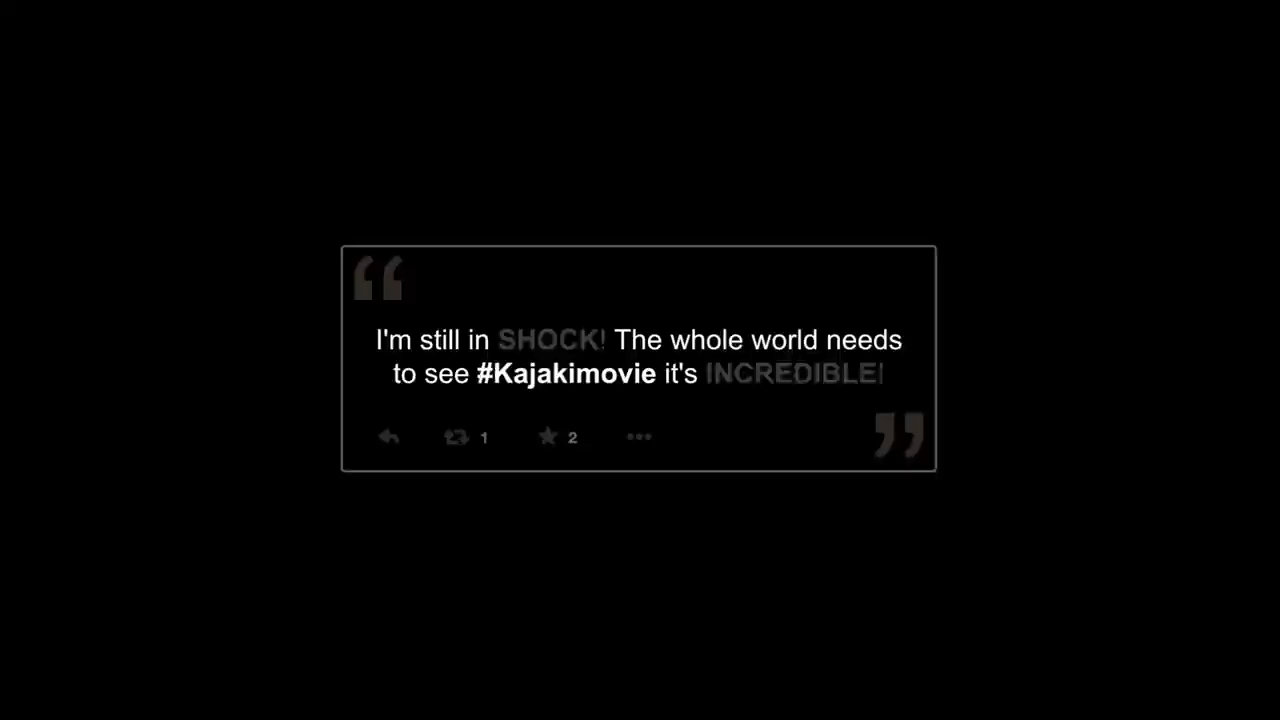 “
I'm still in SHOCK! The whole world needs
to see #Kajakimovie it's INCREDIBLE!
1 2 •••
”